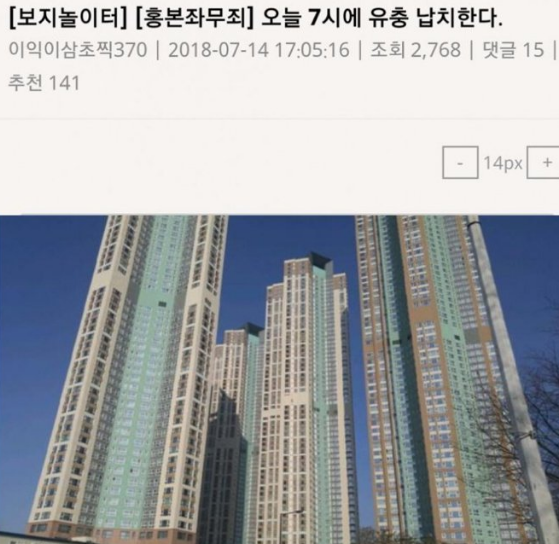 [보지놀이터] [홍본좌무죄] 오늘 7시에 유충 납치한다.
이익이삼초찍370 | 2018-07-14 17:05:16 | 조회 2,768 | 댓글 15 |
추천 141
- 14px +